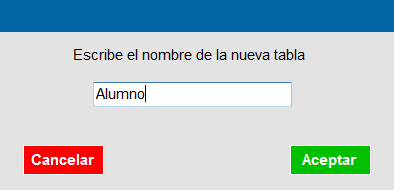 Escribe el nombre de la nueva tabla
Alumno
Cancelar
Aceptar